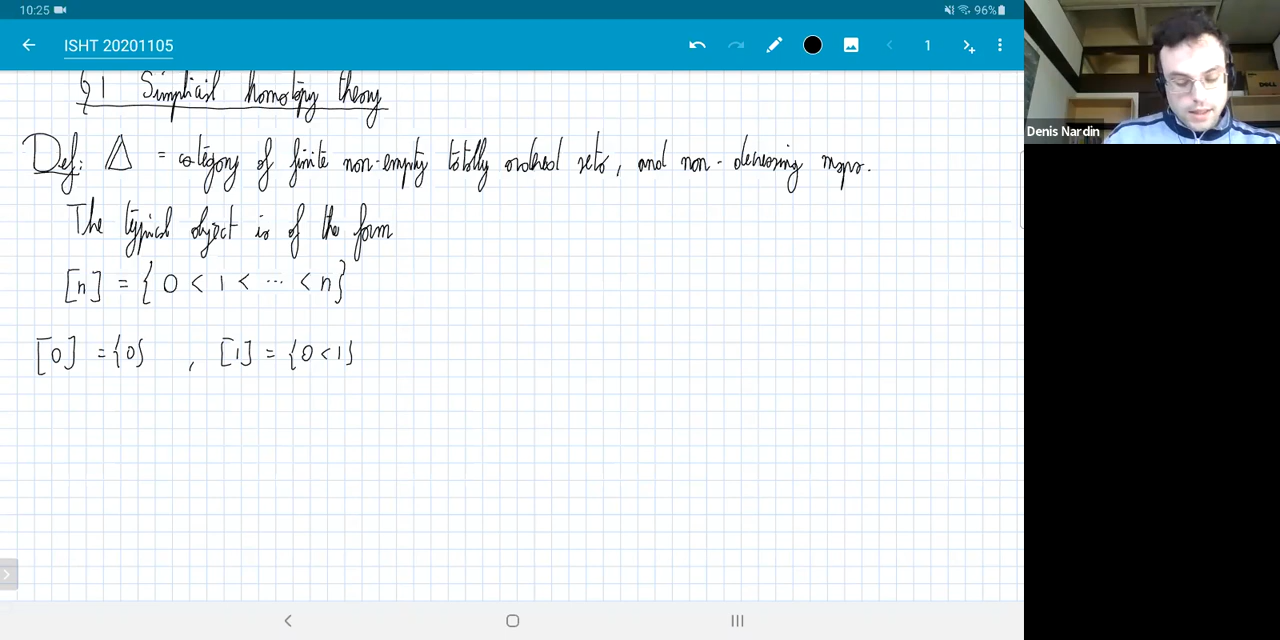 10:25
96%
ISHT 20201105
1
§1 Simplicial homotopy theory
Def: Δ = category of finite non-empty totally ordered sets, and non-decreasing maps.
The typical object is of the form
[n] = {0 < 1 < ... < n}
[0] = {0} , [1] = {0 < 1}
Denis Nardin
DELL